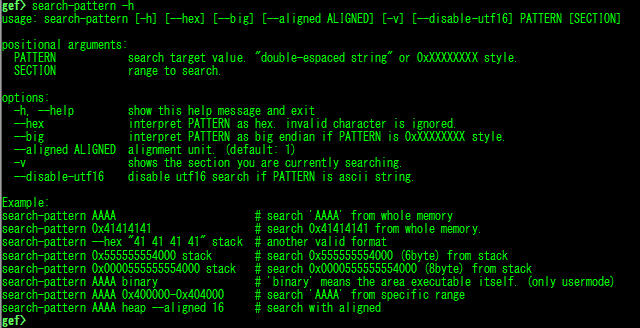 gef> search-pattern -h
usage: search-pattern [-h] [--hex] [--big] [--aligned ALIGNED] [-v] [--disable-utf16] PATTERN [SECTION]
positional arguments:
PATTERN search target value. "double-espaced string" or 0xXXXXXXXX style.
SECTION range to search.
options:
-h, --help show this help message and exit
--hex interpret PATTERN as hex. invalid character is ignored.
--big interpret PATTERN as big endian if PATTERN is 0xXXXXXXXX style.
--aligned ALIGNED alignment unit. (default: 1)
-v shows the section you are currently searching.
--disable-utf16 disable utf16 search if PATTERN is ascii string.
Example:
search-pattern AAAA # search 'AAAA' from whole memory
search-pattern 0x41414141 # search 0x41414141 from whole memory.
search-pattern --hex "41 41 41 41" stack # another valid format
search-pattern 0x555555554000 stack # search 0x555555554000 (6byte) from stack
search-pattern 0x0000555555554000 stack # search 0x0000555555554000 (8byte) from stack
search-pattern AAAA binary # 'binary' means the area executable itself. (only usermode)
search-pattern AAAA 0x400000-0x404000 # search 'AAAA' from specific range
search-pattern AAAA heap --aligned 16 # search with aligned
gef>